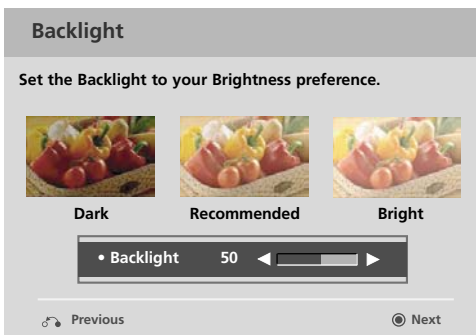 Backlight
Set the Backlight to your Brightness preference.
Dark Recommended Bright
• Backlight 50
Previous Next